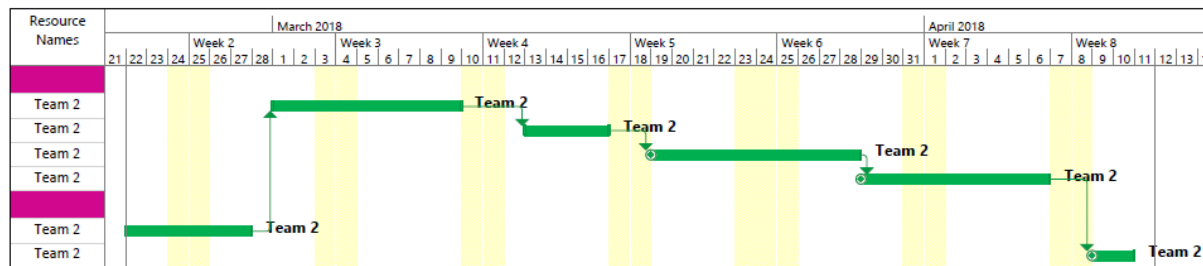 Resource Names
March 2018
April 2018
Week 2
Week 3
Week 4
Week 5
Week 6
Week 7
Week 8
21 22 23 24 25 26 27 28 1 2 3 4 5 6 7 8 9 10 11 12 13 14 15 16 17 18 19 20 21 22 23 24 25 26 27 28 29 30 31 1 2 3 4 5 6 7 8 9 10 11 12 13
Team 2
Team 2
Team 2
Team 2
Team 2
Team 2
Team 2
Team 2
Team 2
Team 2
Team 2
Team 2